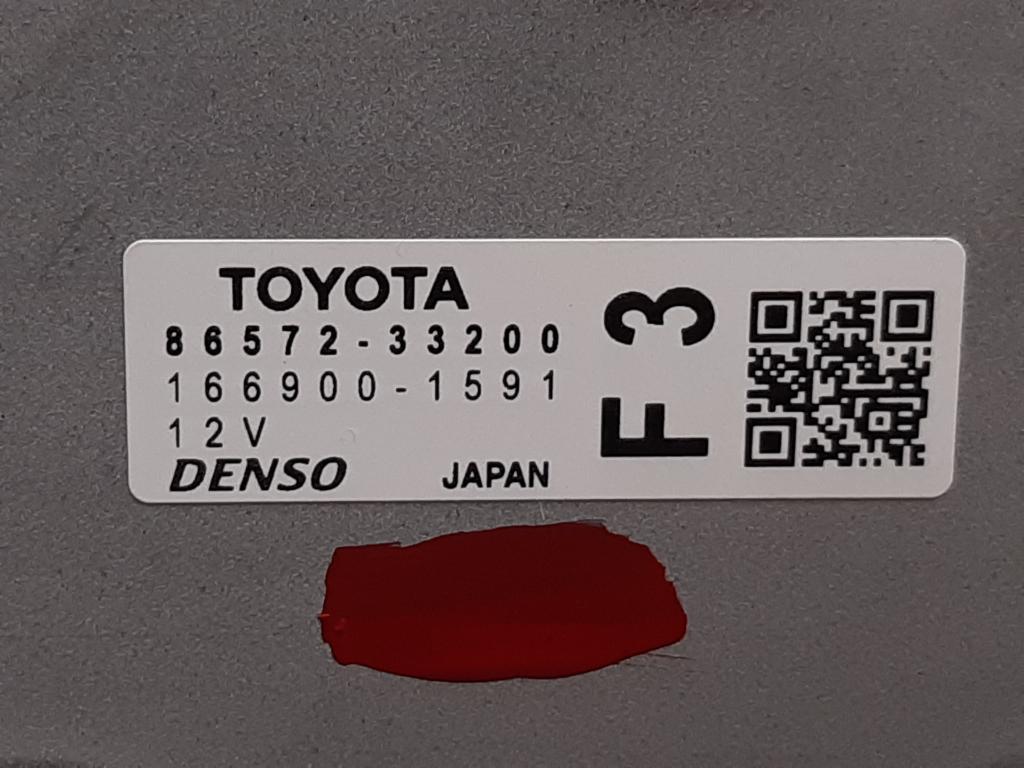 TOYOTA
86572-33200
166900-1591
12V
DENSO JAPAN
F3